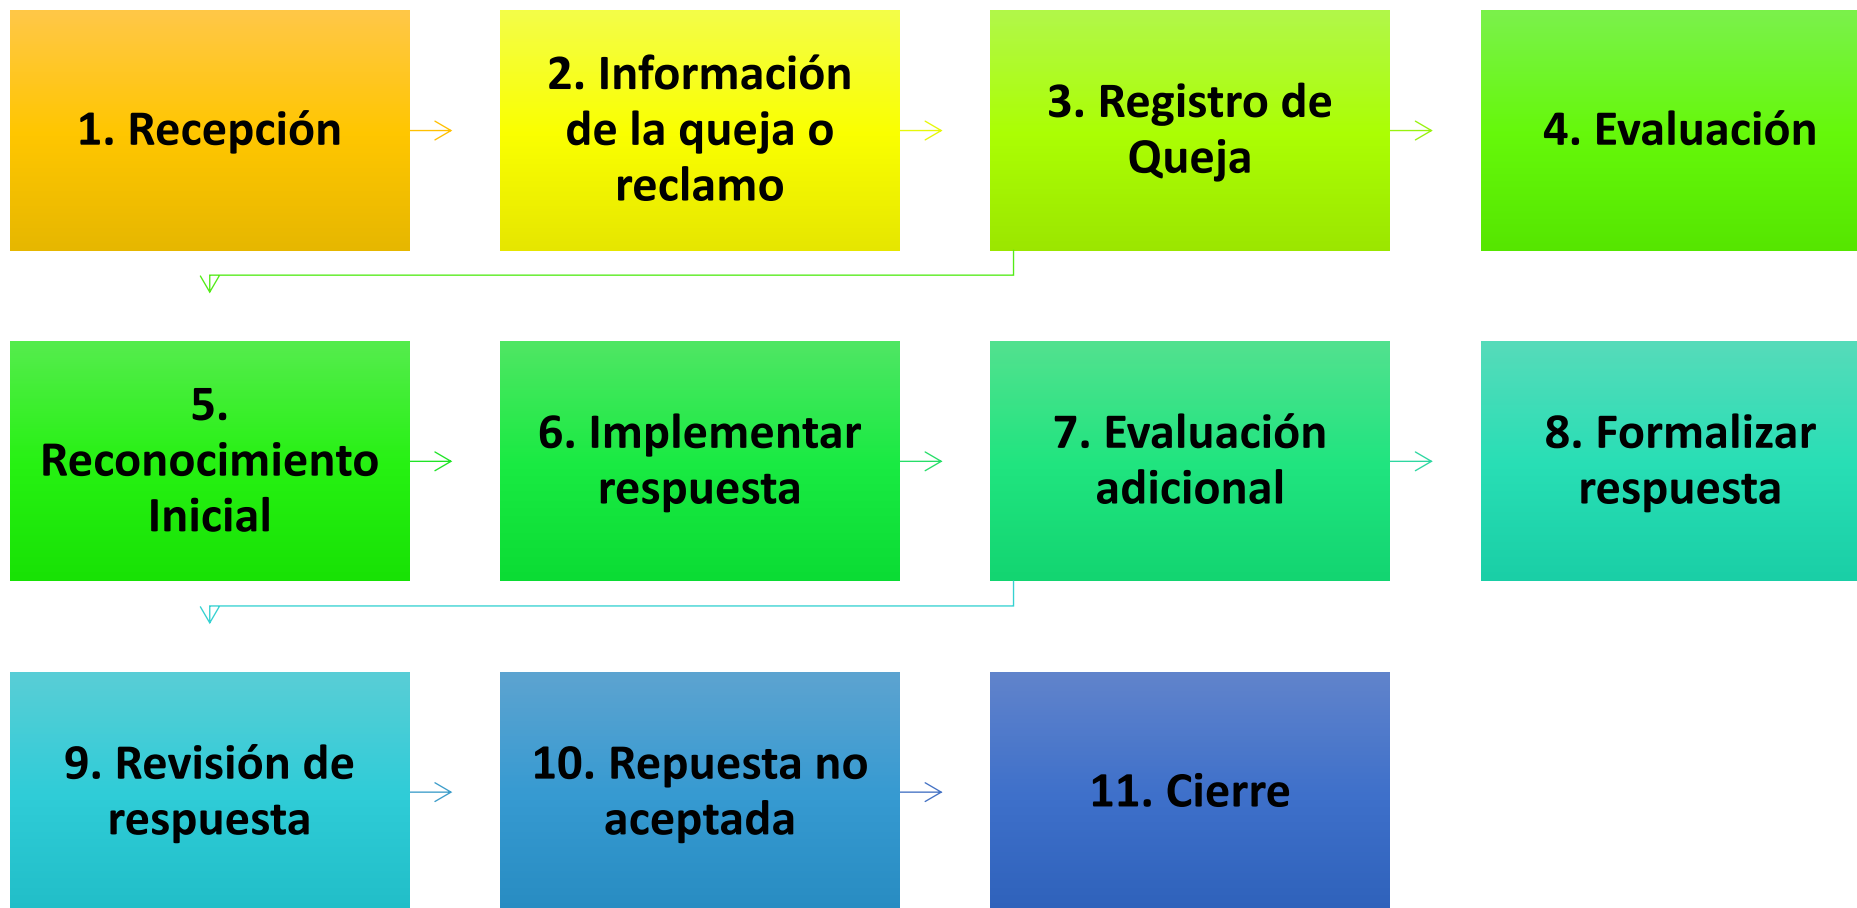 1. Recepción
2. Información
de la queja o
reclamo
3. Registro de
Queja
4. Evaluación
5.
Reconocimiento
Inicial
6. Implementar
respuesta
7. Evaluación
adicional
8. Formalizar
respuesta
9. Revisión de
respuesta
10. Repuesta no
aceptada
11. Cierre